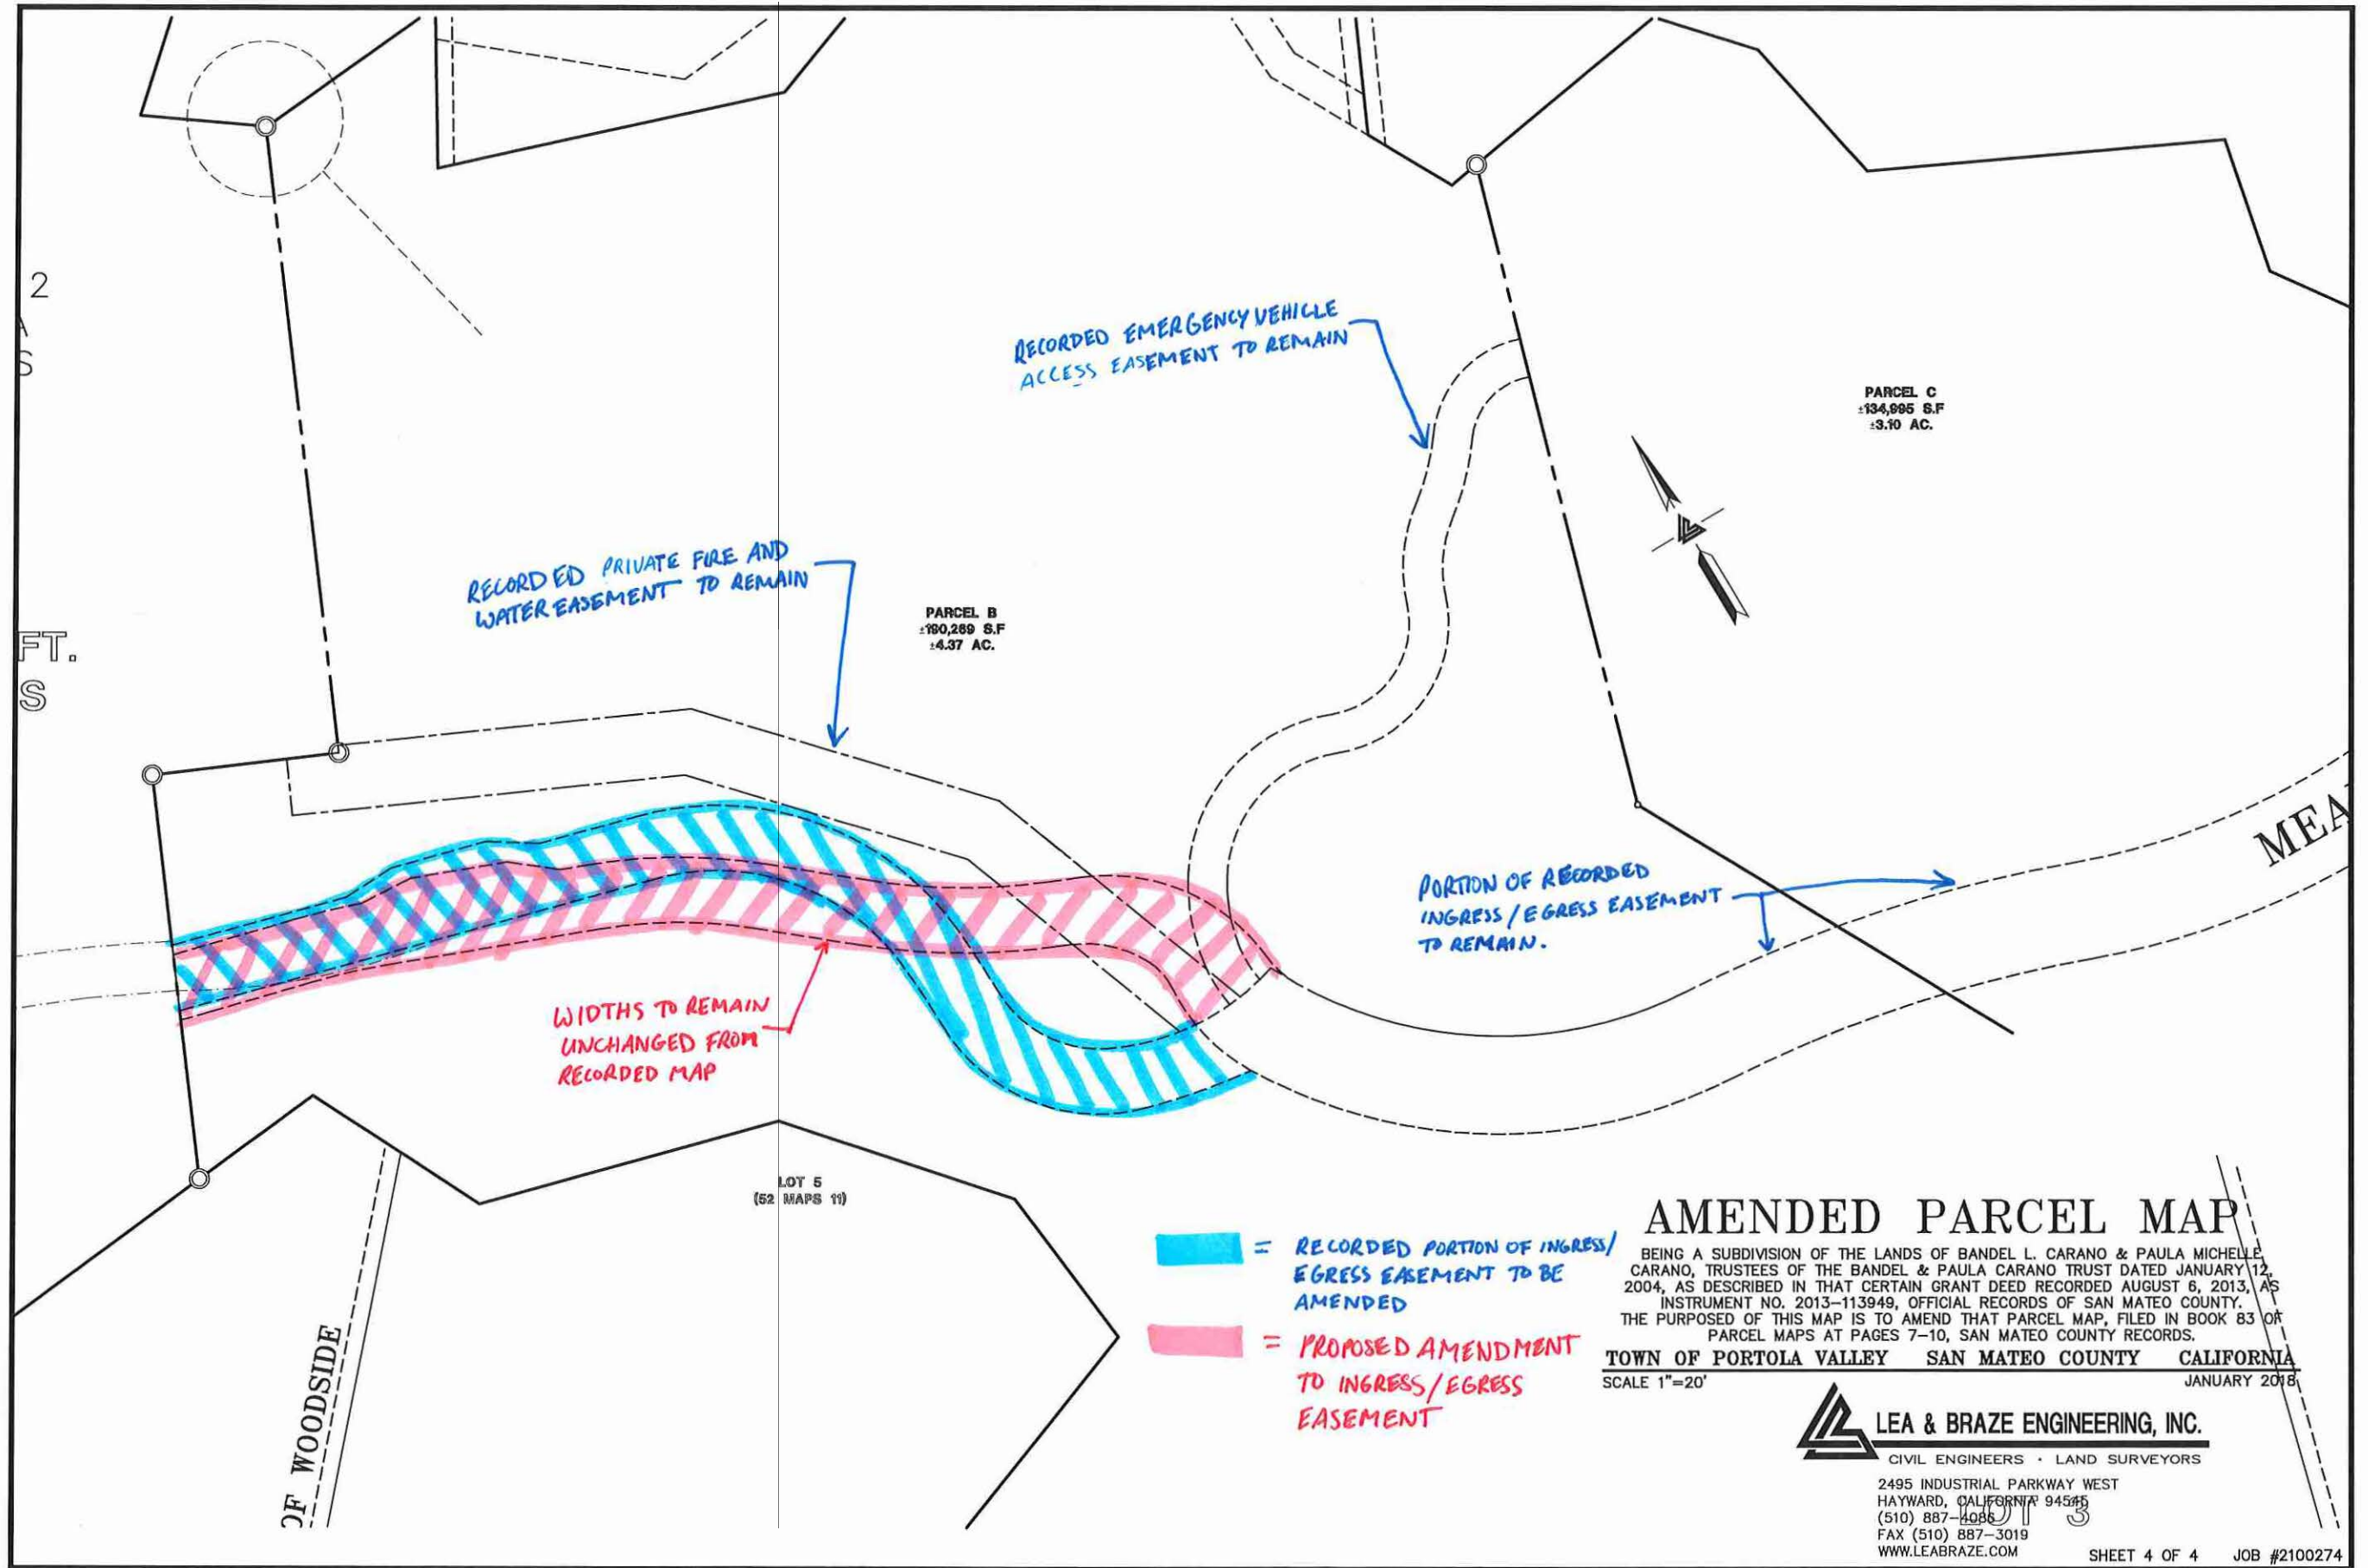 2
A
S
FT.
S
RECORDED EMERGENCY VEHICLE
ACCESS EASEMENT TO REMAIN
PARCEL C
±134,995 S.F
±3.10 AC.
RECORDED PRIVATE FIRE AND
WATER EASEMENT TO REMAIN
PARCEL B
±190,269 S.F
±4.37 AC.
MEA
PORTION OF RECORDED
INGRESS/EGRESS EASEMENT
TO REMAIN.
WIDTHS TO REMAIN
UNCHANGED FROM
RECORDED MAP
LOT 5
(52 MAPS 11)
OF WOODSIDE
= RECORDED PORTION OF INGRESS/
EGRESS EASEMENT TO BE
AMENDED
= PROPOSED AMENDMENT
TO INGRESS/EGRESS
EASEMENT
AMENDED PARCEL MAP
BEING A SUBDIVISION OF THE LANDS OF BANDEL L. CARANO & PAULA MICHELLE
CARANO, TRUSTEES OF THE BANDEL & PAULA CARANO TRUST DATED JANUARY 12,
2004, AS DESCRIBED IN THAT CERTAIN GRANT DEED RECORDED AUGUST 6, 2013, AS
INSTRUMENT NO. 2013-113949, OFFICIAL RECORDS OF SAN MATEO COUNTY.
THE PURPOSED OF THIS MAP IS TO AMEND THAT PARCEL MAP, FILED IN BOOK 83 OF
PARCEL MAPS AT PAGES 7-10, SAN MATEO COUNTY RECORDS.
TOWN OF PORTOLA VALLEY SAN MATEO COUNTY CALIFORNIA
SCALE 1"=20' JANUARY 2018
LEA & BRAZE ENGINEERING, INC.
CIVIL ENGINEERS · LAND SURVEYORS
2495 INDUSTRIAL PARKWAY WEST
HAYWARD, CALIFORNIA 94545
(510) 887-4086
FAX (510) 887-3019
WWW.LEABRAZE.COM
LOT 3
SHEET 4 OF 4 JOB #2100274